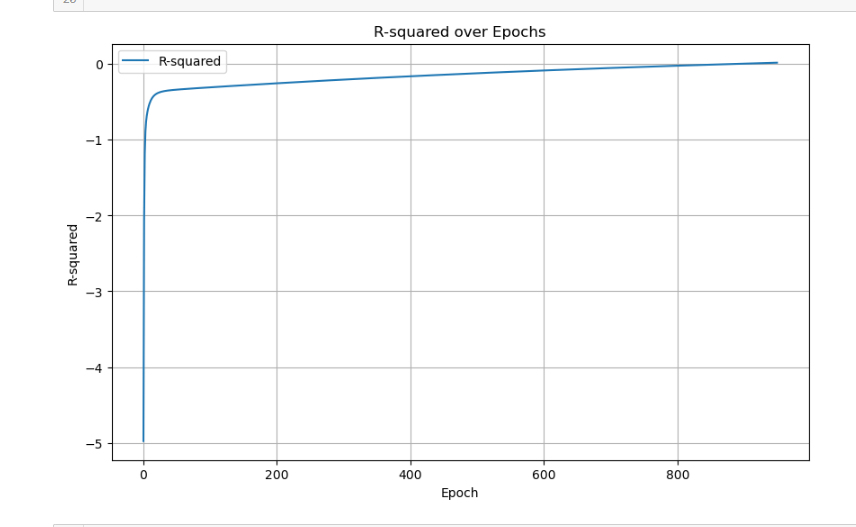 R-squared over Epochs
R-squared
0
−1
−2
−3
−4
−5
R-squared
0 200 400 600 800
Epoch